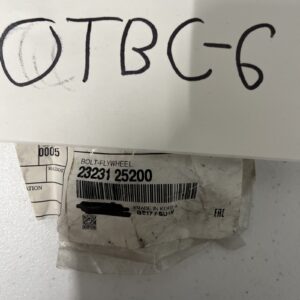 OTBC-6
0005
BOLT-FLYWHEEL
23231 25200
MADE IN KOREA
EAC